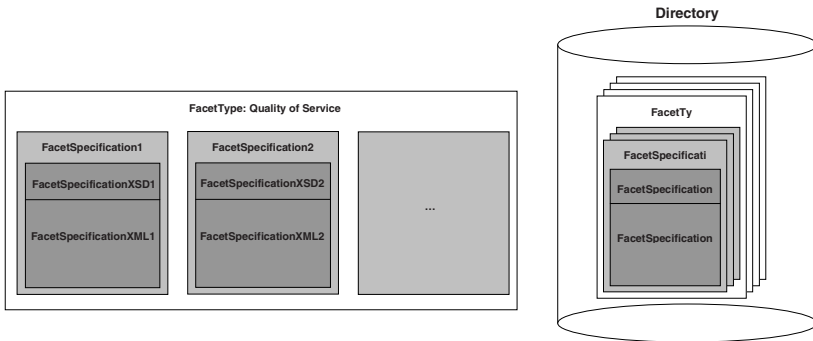 Directory
FacetType: Quality of Service
FacetSpecification1
FacetSpecificationXSD1
FacetSpecificationXML1
FacetSpecification2
FacetSpecificationXSD2
FacetSpecificationXML2
...
FacetTy
FacetSpecificati
FacetSpecification
FacetSpecification